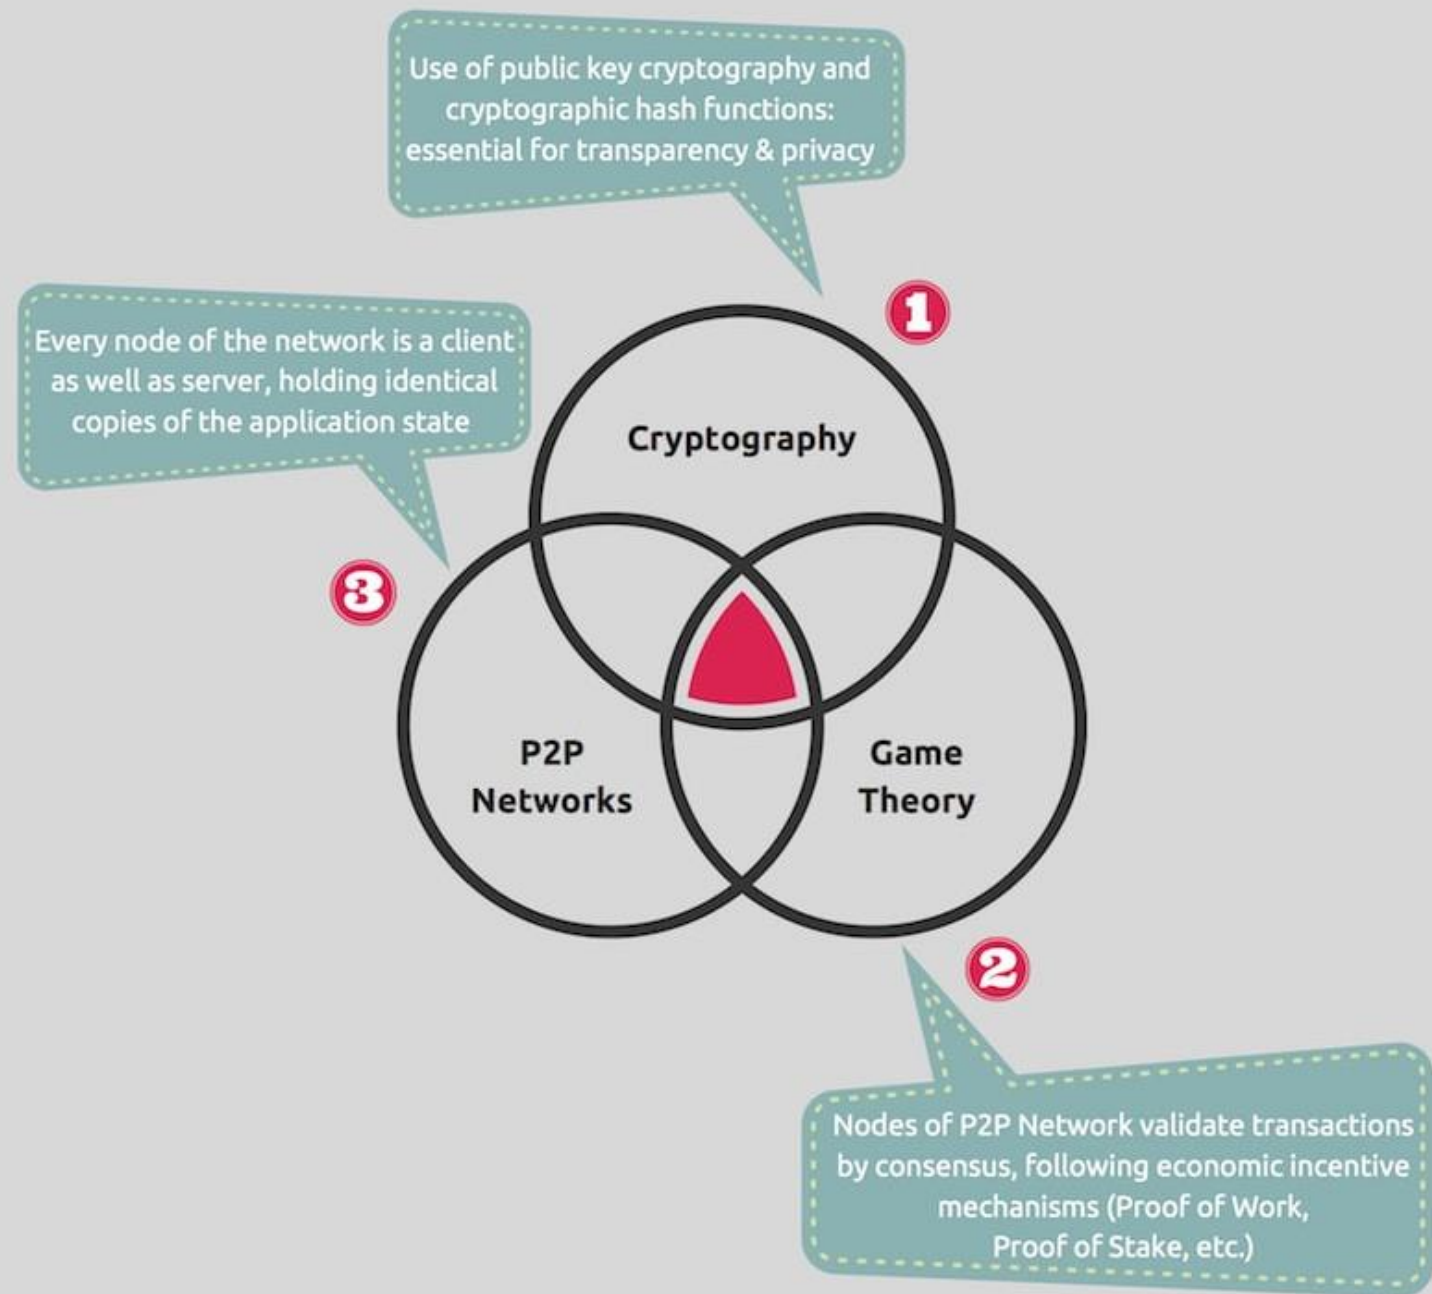 Use of public key cryptography and
cryptographic hash functions:
essential for transparency & privacy
1
Every node of the network is a client
as well as server, holding identical
copies of the application state
Cryptography
3
P2P
Networks
Game
Theory
2
Nodes of P2P Network validate transactions
by consensus, following economic incentive
mechanisms (Proof of Work,
Proof of Stake, etc.)